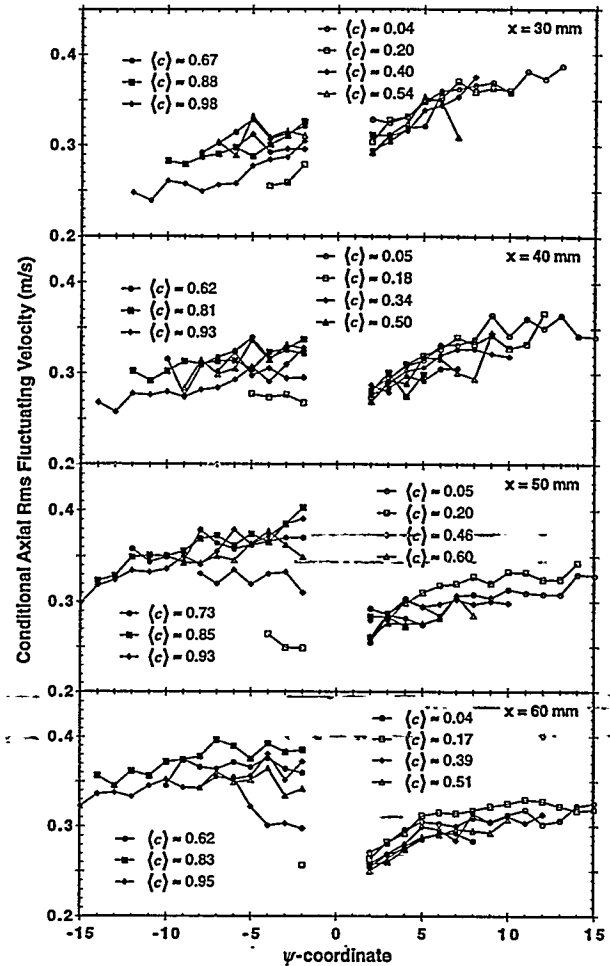 Conditional Axial Rms Fluctuating Velocity (m/s)
0.4
0.3
0.2
x = 30 mm
⟨c⟩ ≈ 0.67
⟨c⟩ ≈ 0.88
⟨c⟩ ≈ 0.98
⟨c⟩ ≈ 0.04
⟨c⟩ ≈ 0.20
⟨c⟩ ≈ 0.40
⟨c⟩ ≈ 0.54
0.4
0.3
0.2
x = 40 mm
⟨c⟩ ≈ 0.62
⟨c⟩ ≈ 0.81
⟨c⟩ ≈ 0.93
⟨c⟩ ≈ 0.05
⟨c⟩ ≈ 0.18
⟨c⟩ ≈ 0.34
⟨c⟩ ≈ 0.50
0.4
0.3
0.2
x = 50 mm
⟨c⟩ ≈ 0.05
⟨c⟩ ≈ 0.20
⟨c⟩ ≈ 0.46
⟨c⟩ ≈ 0.60
⟨c⟩ ≈ 0.73
⟨c⟩ ≈ 0.85
⟨c⟩ ≈ 0.93
0.4
0.3
0.2
x = 60 mm
⟨c⟩ ≈ 0.04
⟨c⟩ ≈ 0.17
⟨c⟩ ≈ 0.39
⟨c⟩ ≈ 0.51
⟨c⟩ ≈ 0.62
⟨c⟩ ≈ 0.83
⟨c⟩ ≈ 0.95
-15 -10 -5 0 5 10 15
ψ-coordinate